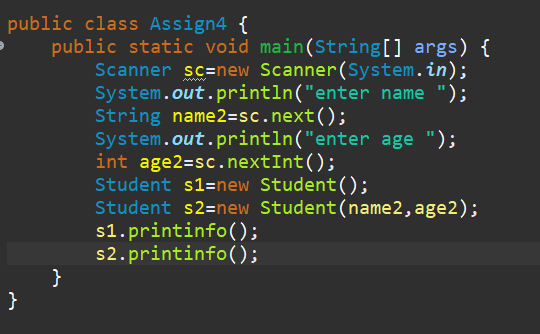 public class Assign4 {
public static void main(String[] args) {
Scanner sc=new Scanner(System.in);
System.out.println("enter name ");
String name2=sc.next();
System.out.println("enter age ");
int age2=sc.nextInt();
Student s1=new Student();
Student s2=new Student(name2,age2);
s1.printinfo();
s2.printinfo();
}
}